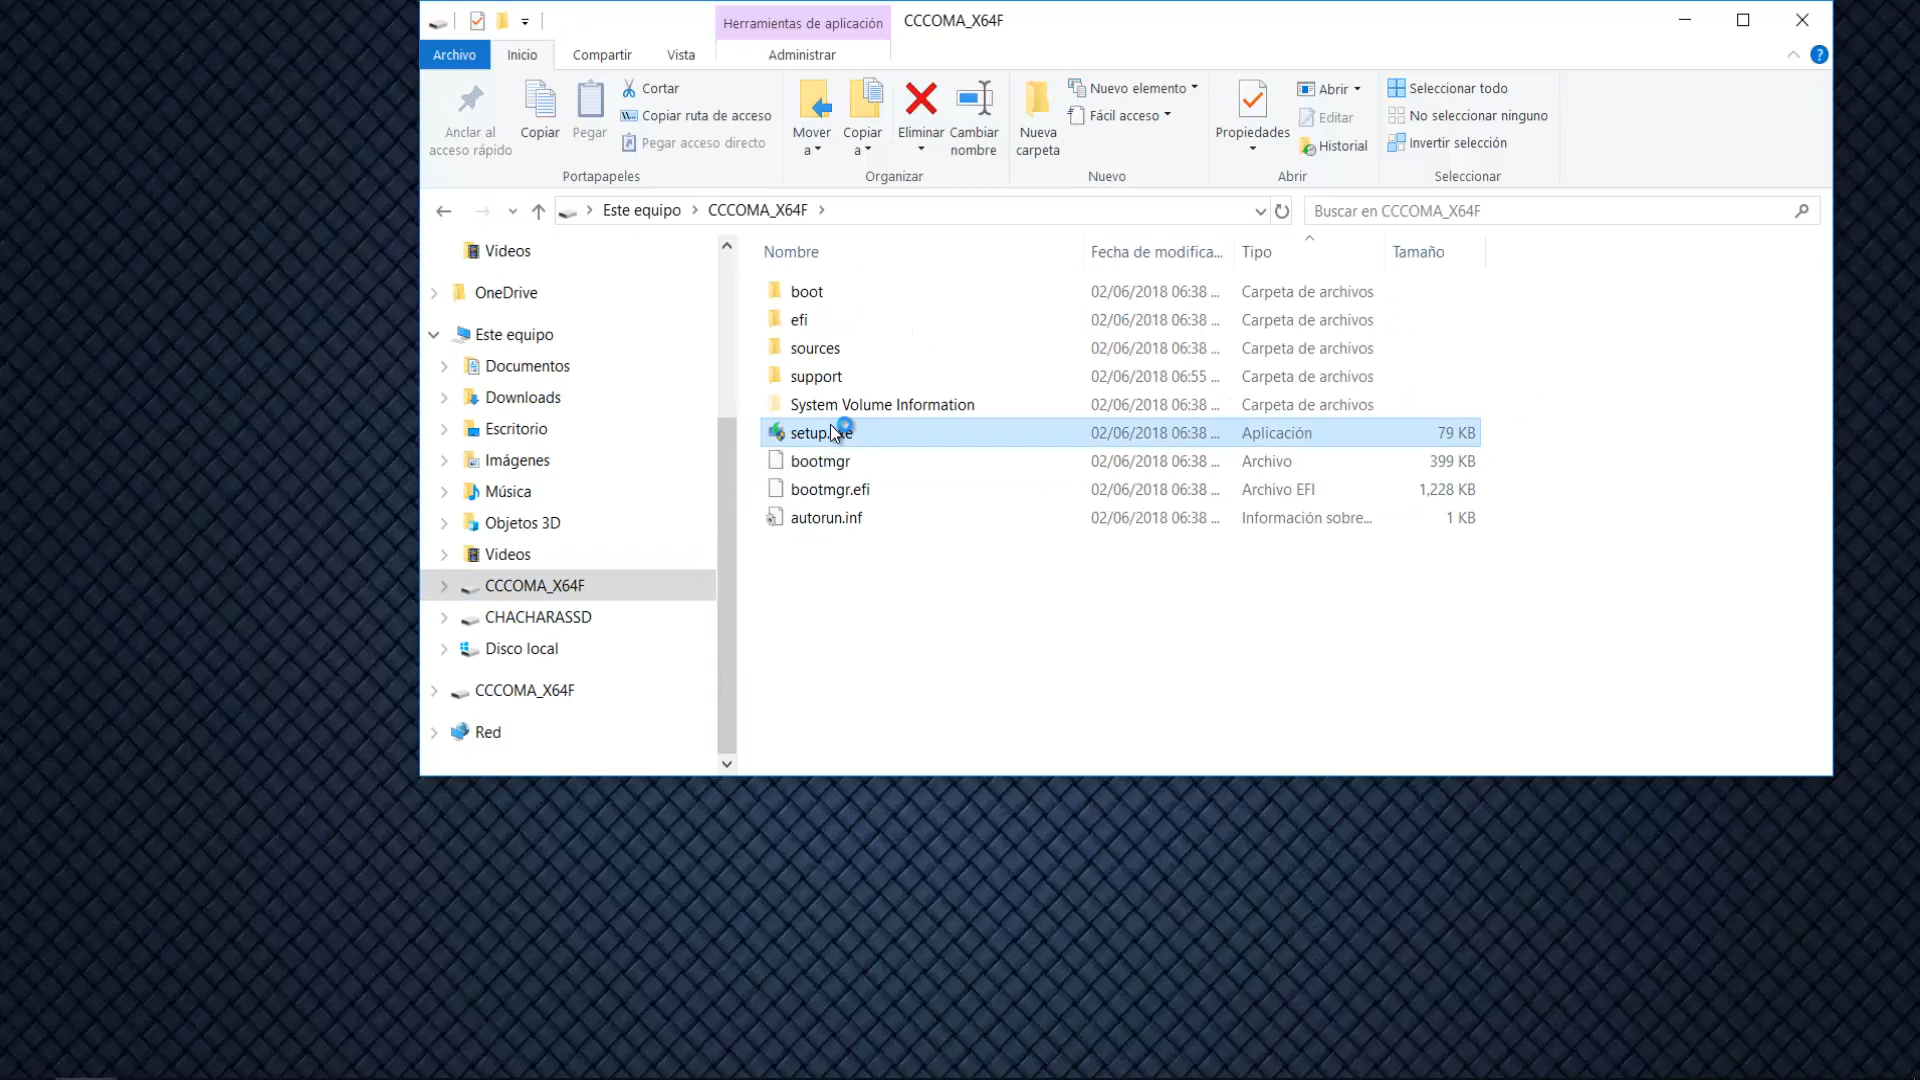 Herramientas de aplicación
CCCOMA_X64F
Archivo
Inicio
Compartir
Vista
Administrar
Anclar al
acceso rápido
Copiar
Pegar
Cortar
Copiar ruta de acceso
Pegar acceso directo
Portapapeles
Mover
a
Copiar
a
Eliminar
Cambiar
nombre
Organizar
Nueva
carpeta
Nuevo elemento
Fácil acceso
Nuevo
Propiedades
Abrir
Editar
Historial
Abrir
Seleccionar todo
No seleccionar ninguno
Invertir selección
Seleccionar
Este equipo
CCCOMA_X64F
Buscar en CCCOMA_X64F
Videos
OneDrive
Este equipo
Documentos
Downloads
Escritorio
Imágenes
Música
Objetos 3D
Videos
CCCOMA_X64F
CHACHARASSD
Disco local
CCCOMA_X64F
Red
Nombre Fecha de modifica... Tipo Tamaño
boot 02/06/2018 06:38 ... Carpeta de archivos
efi 02/06/2018 06:38 ... Carpeta de archivos
sources 02/06/2018 06:38 ... Carpeta de archivos
support 02/06/2018 06:55 ... Carpeta de archivos
System Volume Information 02/06/2018 06:38 ... Carpeta de archivos
setup.exe 02/06/2018 06:38 ... Aplicación 79 KB
bootmgr 02/06/2018 06:38 ... Archivo 399 KB
bootmgr.efi 02/06/2018 06:38 ... Archivo EFI 1,228 KB
autorun.inf 02/06/2018 06:38 ... Información sobre... 1 KB